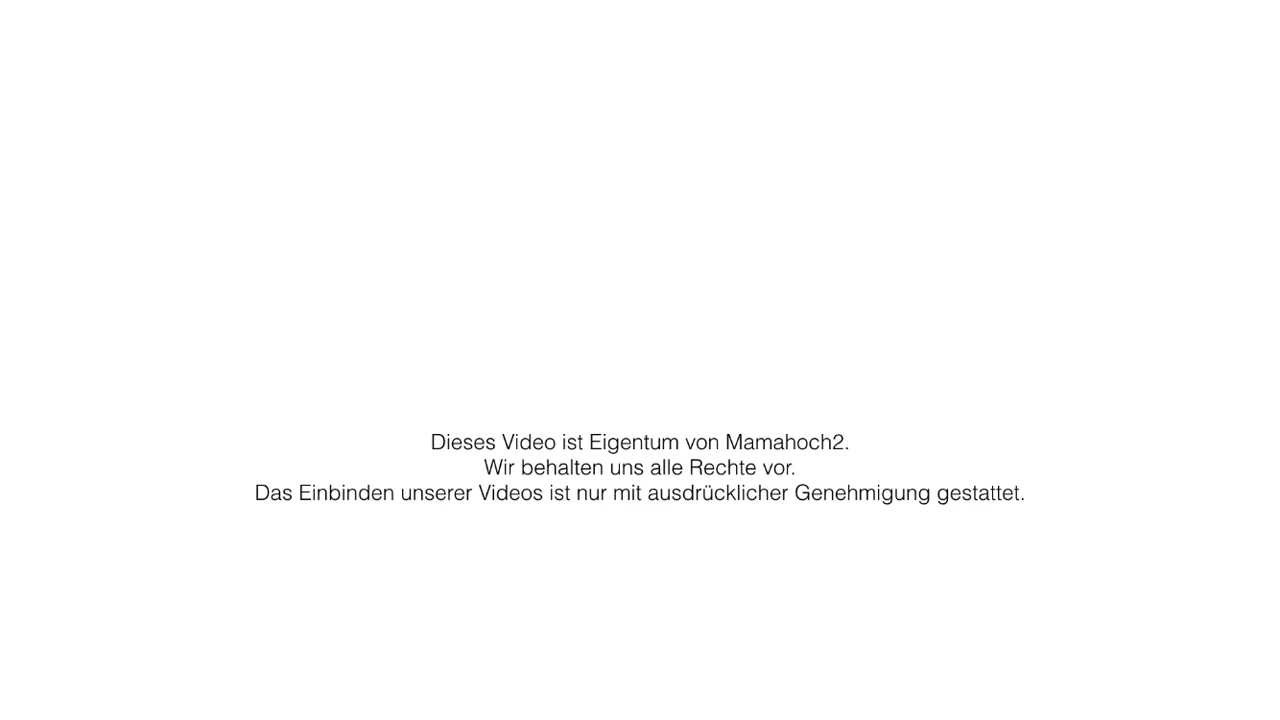 Dieses Video ist Eigentum von Mamahoch2.
Wir behalten uns alle Rechte vor.
Das Einbinden unserer Videos ist nur mit ausdrücklicher Genehmigung gestattet.